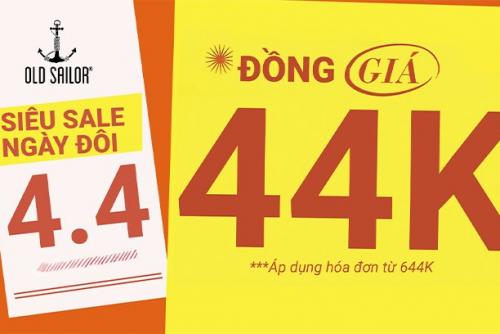 OLD SAILOR®
SIÊU SALE
NGÀY ĐÔI
4.4
*ĐỒNG GIÁ
44K
***Áp dụng hóa đơn từ 644K